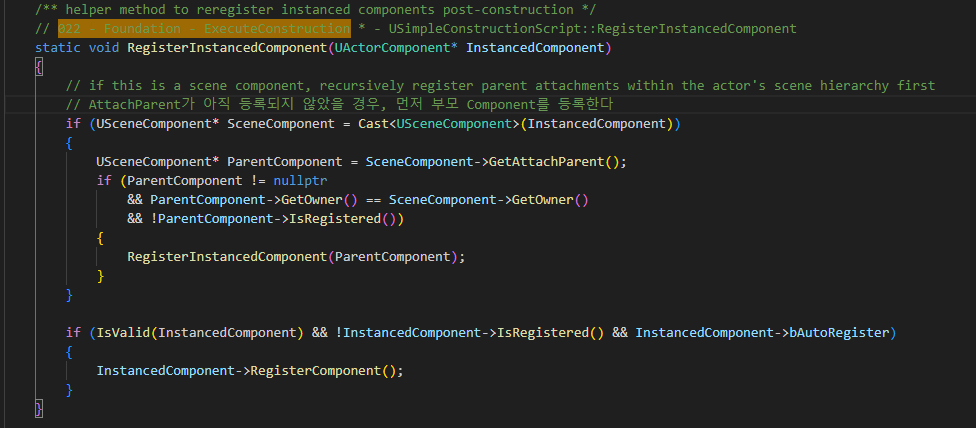 /** helper method to reregister instanced components post-construction */
// 022 - Foundation - ExecuteConstruction * - USimpleConstructionScript::RegisterInstancedComponent
static void RegisterInstancedComponent(UActorComponent* InstancedComponent)
{
// if this is a scene component, recursively register parent attachments within the actor's scene hierarchy first
// AttachParent가 아직 등록되지 않았을 경우, 먼저 부모 Component를 등록한다
if (USceneComponent* SceneComponent = Cast<USceneComponent>(InstancedComponent))
{
USceneComponent* ParentComponent = SceneComponent->GetAttachParent();
if (ParentComponent != nullptr
&& ParentComponent->GetOwner() == SceneComponent->GetOwner()
&& !ParentComponent->IsRegistered())
{
RegisterInstancedComponent(ParentComponent);
}
}
if (IsValid(InstancedComponent) && !InstancedComponent->IsRegistered() && InstancedComponent->bAutoRegister)
{
InstancedComponent->RegisterComponent();
}
}